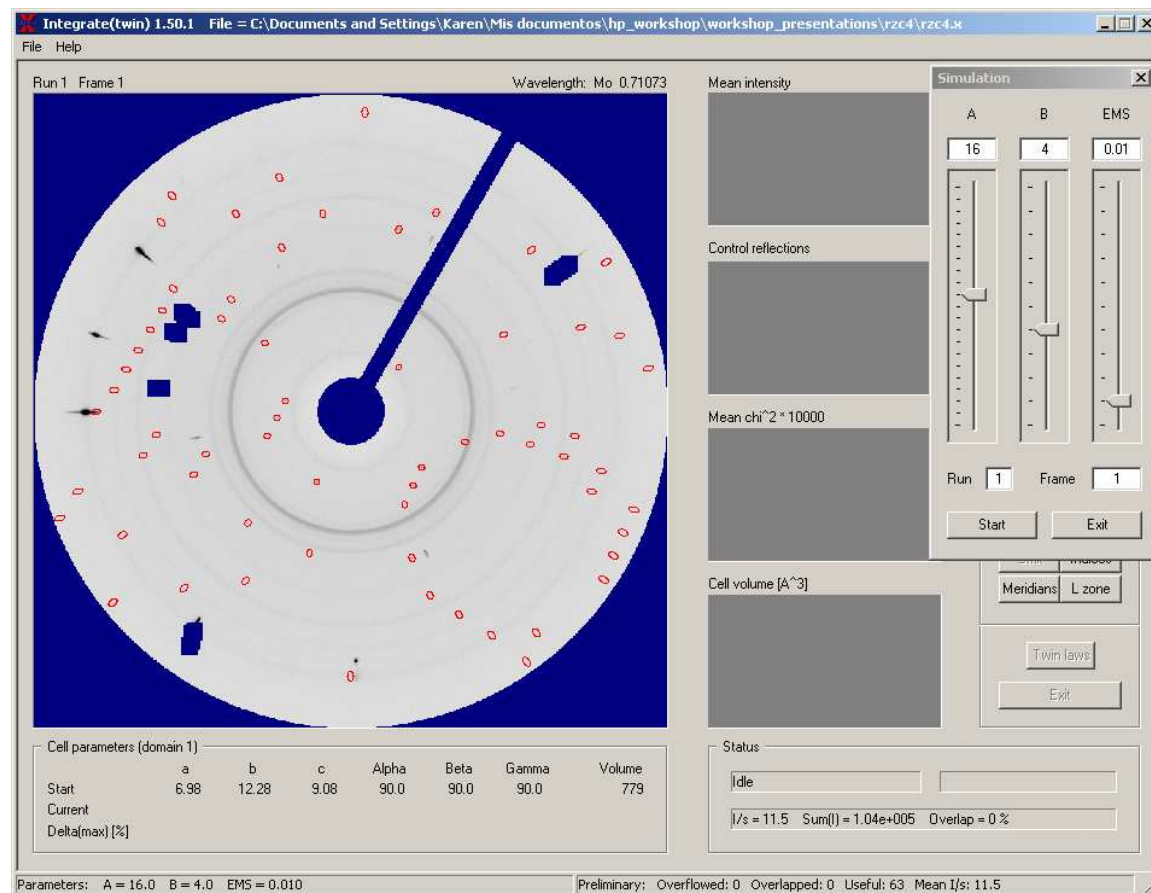 Integrate(twin) 1.50.1 File = C:\Documents and Settings\Karen\Mis documentos\hp_workshop\workshop_presentations\rzc4\rzc4.x
File Help
Run 1 Frame 1
Wavelength: Mo 0.71073
Mean intensity
Control reflections
Mean chi^2 * 10000
Cell volume [A^3]
Simulation
A B EMS
16 4 0.01
Run 1 Frame 1
Start Exit
Meridians L zone
Twin laws
Exit
Cell parameters (domain 1)
a b c Alpha Beta Gamma Volume
Start 6.98 12.28 9.08 90.0 90.0 90.0 779
Current
Delta(max) [%]
Status
Idle
I/s = 11.5 Sum(I) = 1.04e+005 Overlap = 0 %
Parameters: A = 16.0 B = 4.0 EMS = 0.010
Preliminary: Overflowed: 0 Overlapped: 0 Useful: 63 Mean I/s: 11.5